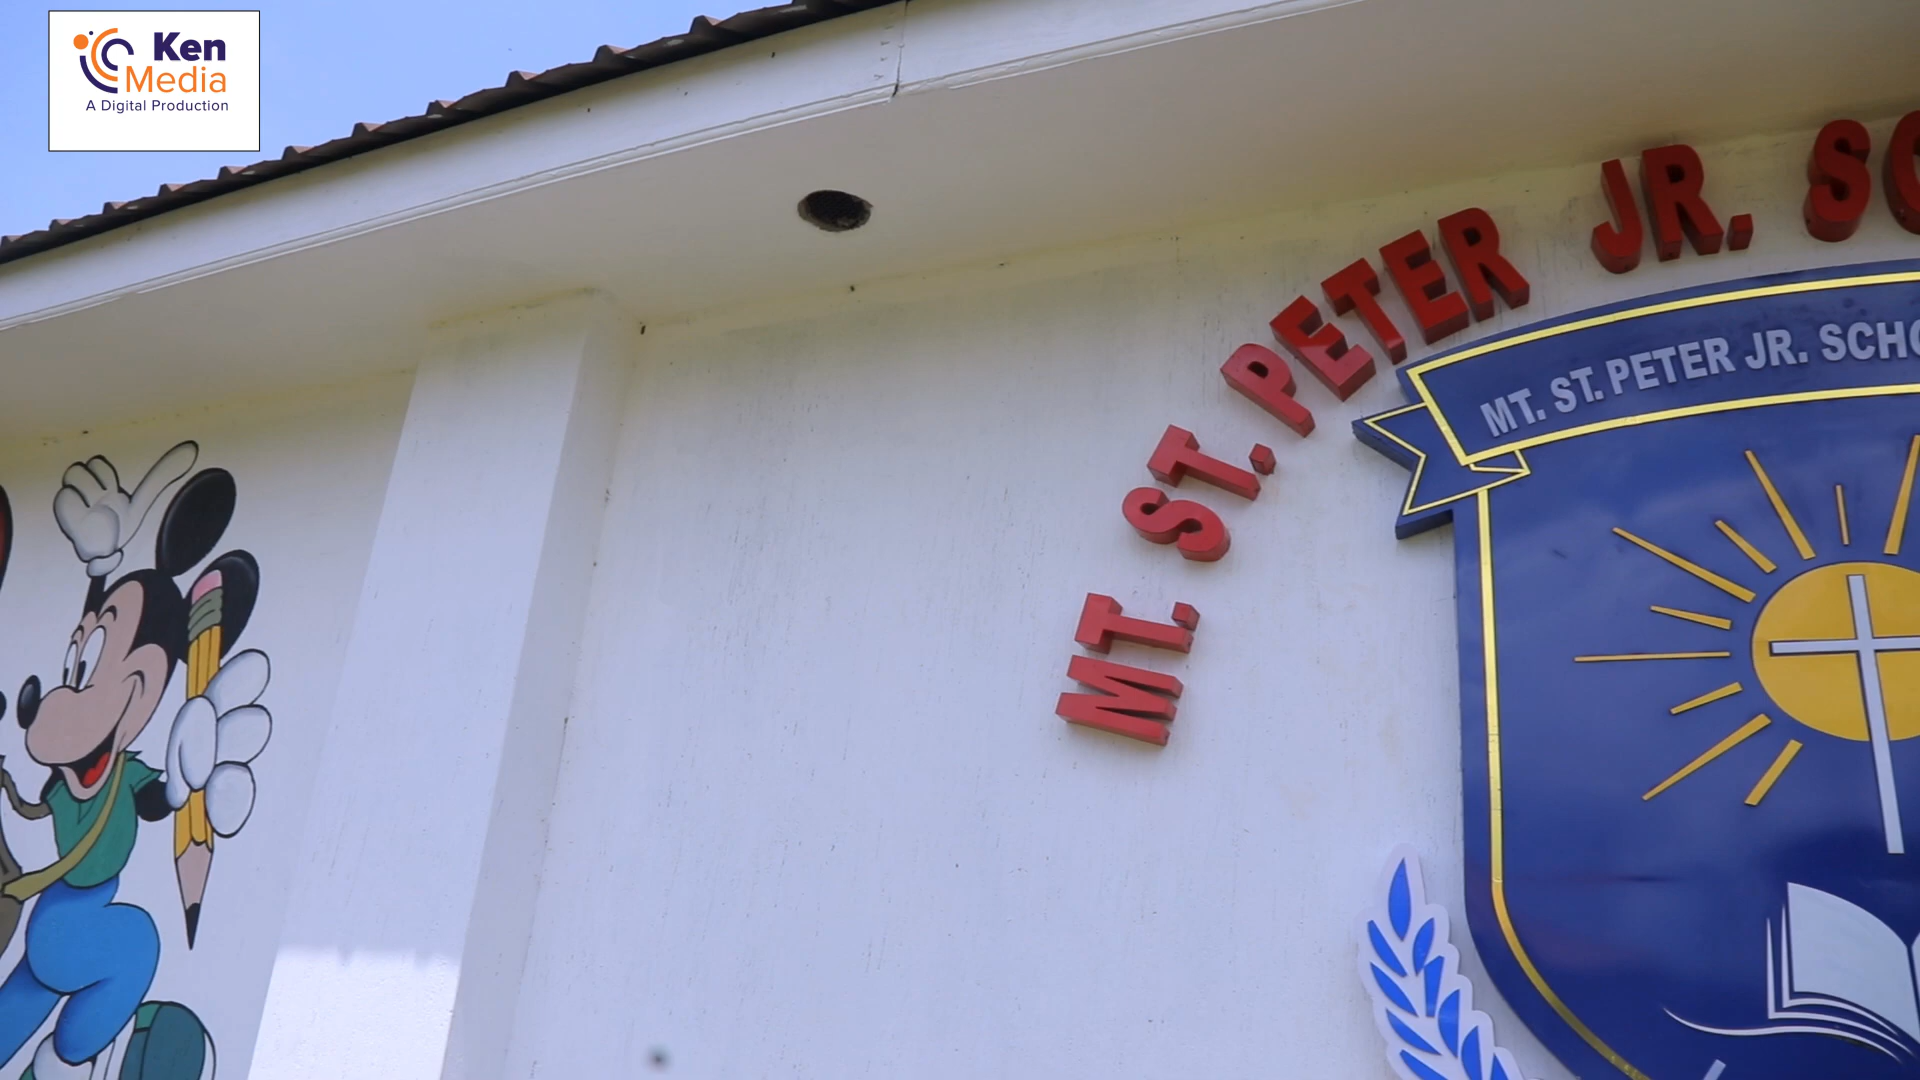 Ken
Media
A Digital Production
MT. ST. PETER JR.
MT. ST. PETER JR.